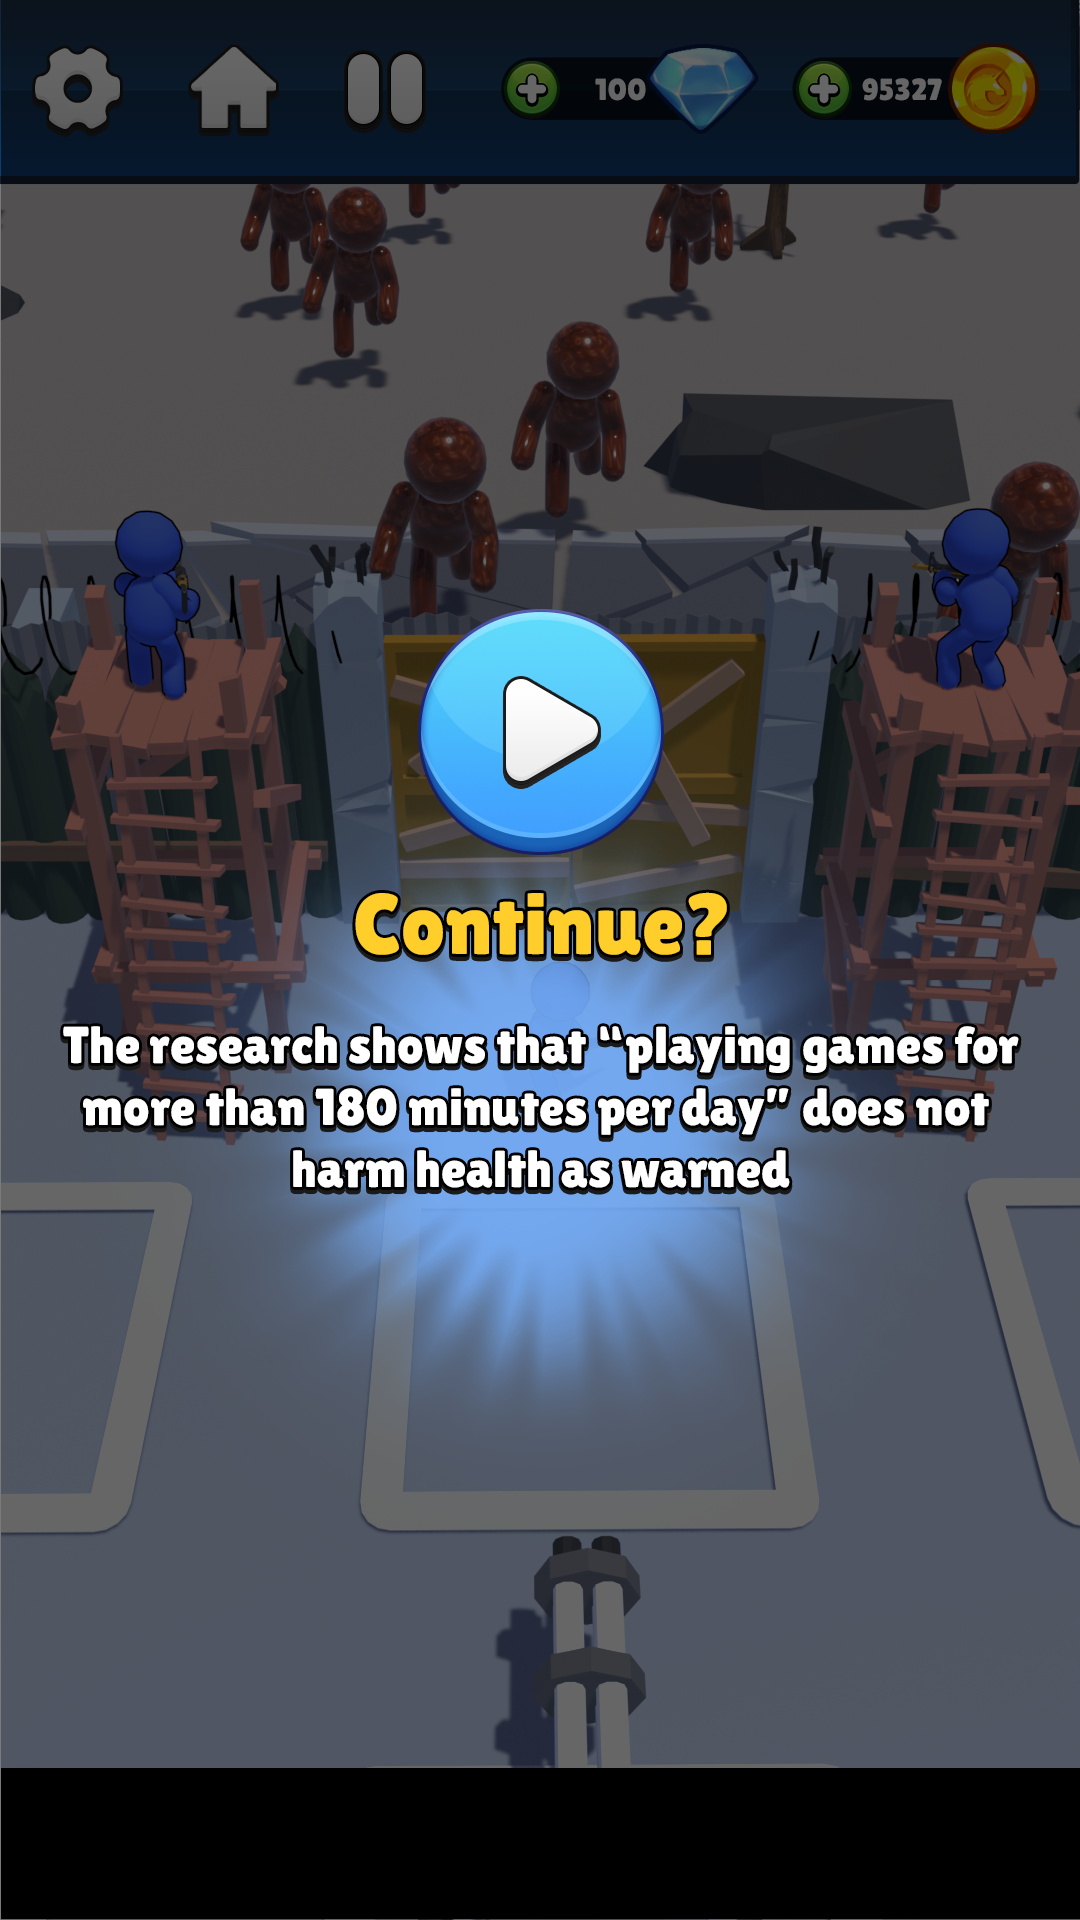 100
95327
Continue?
The research shows that “playing games for
more than 180 minutes per day” does not
harm health as warned